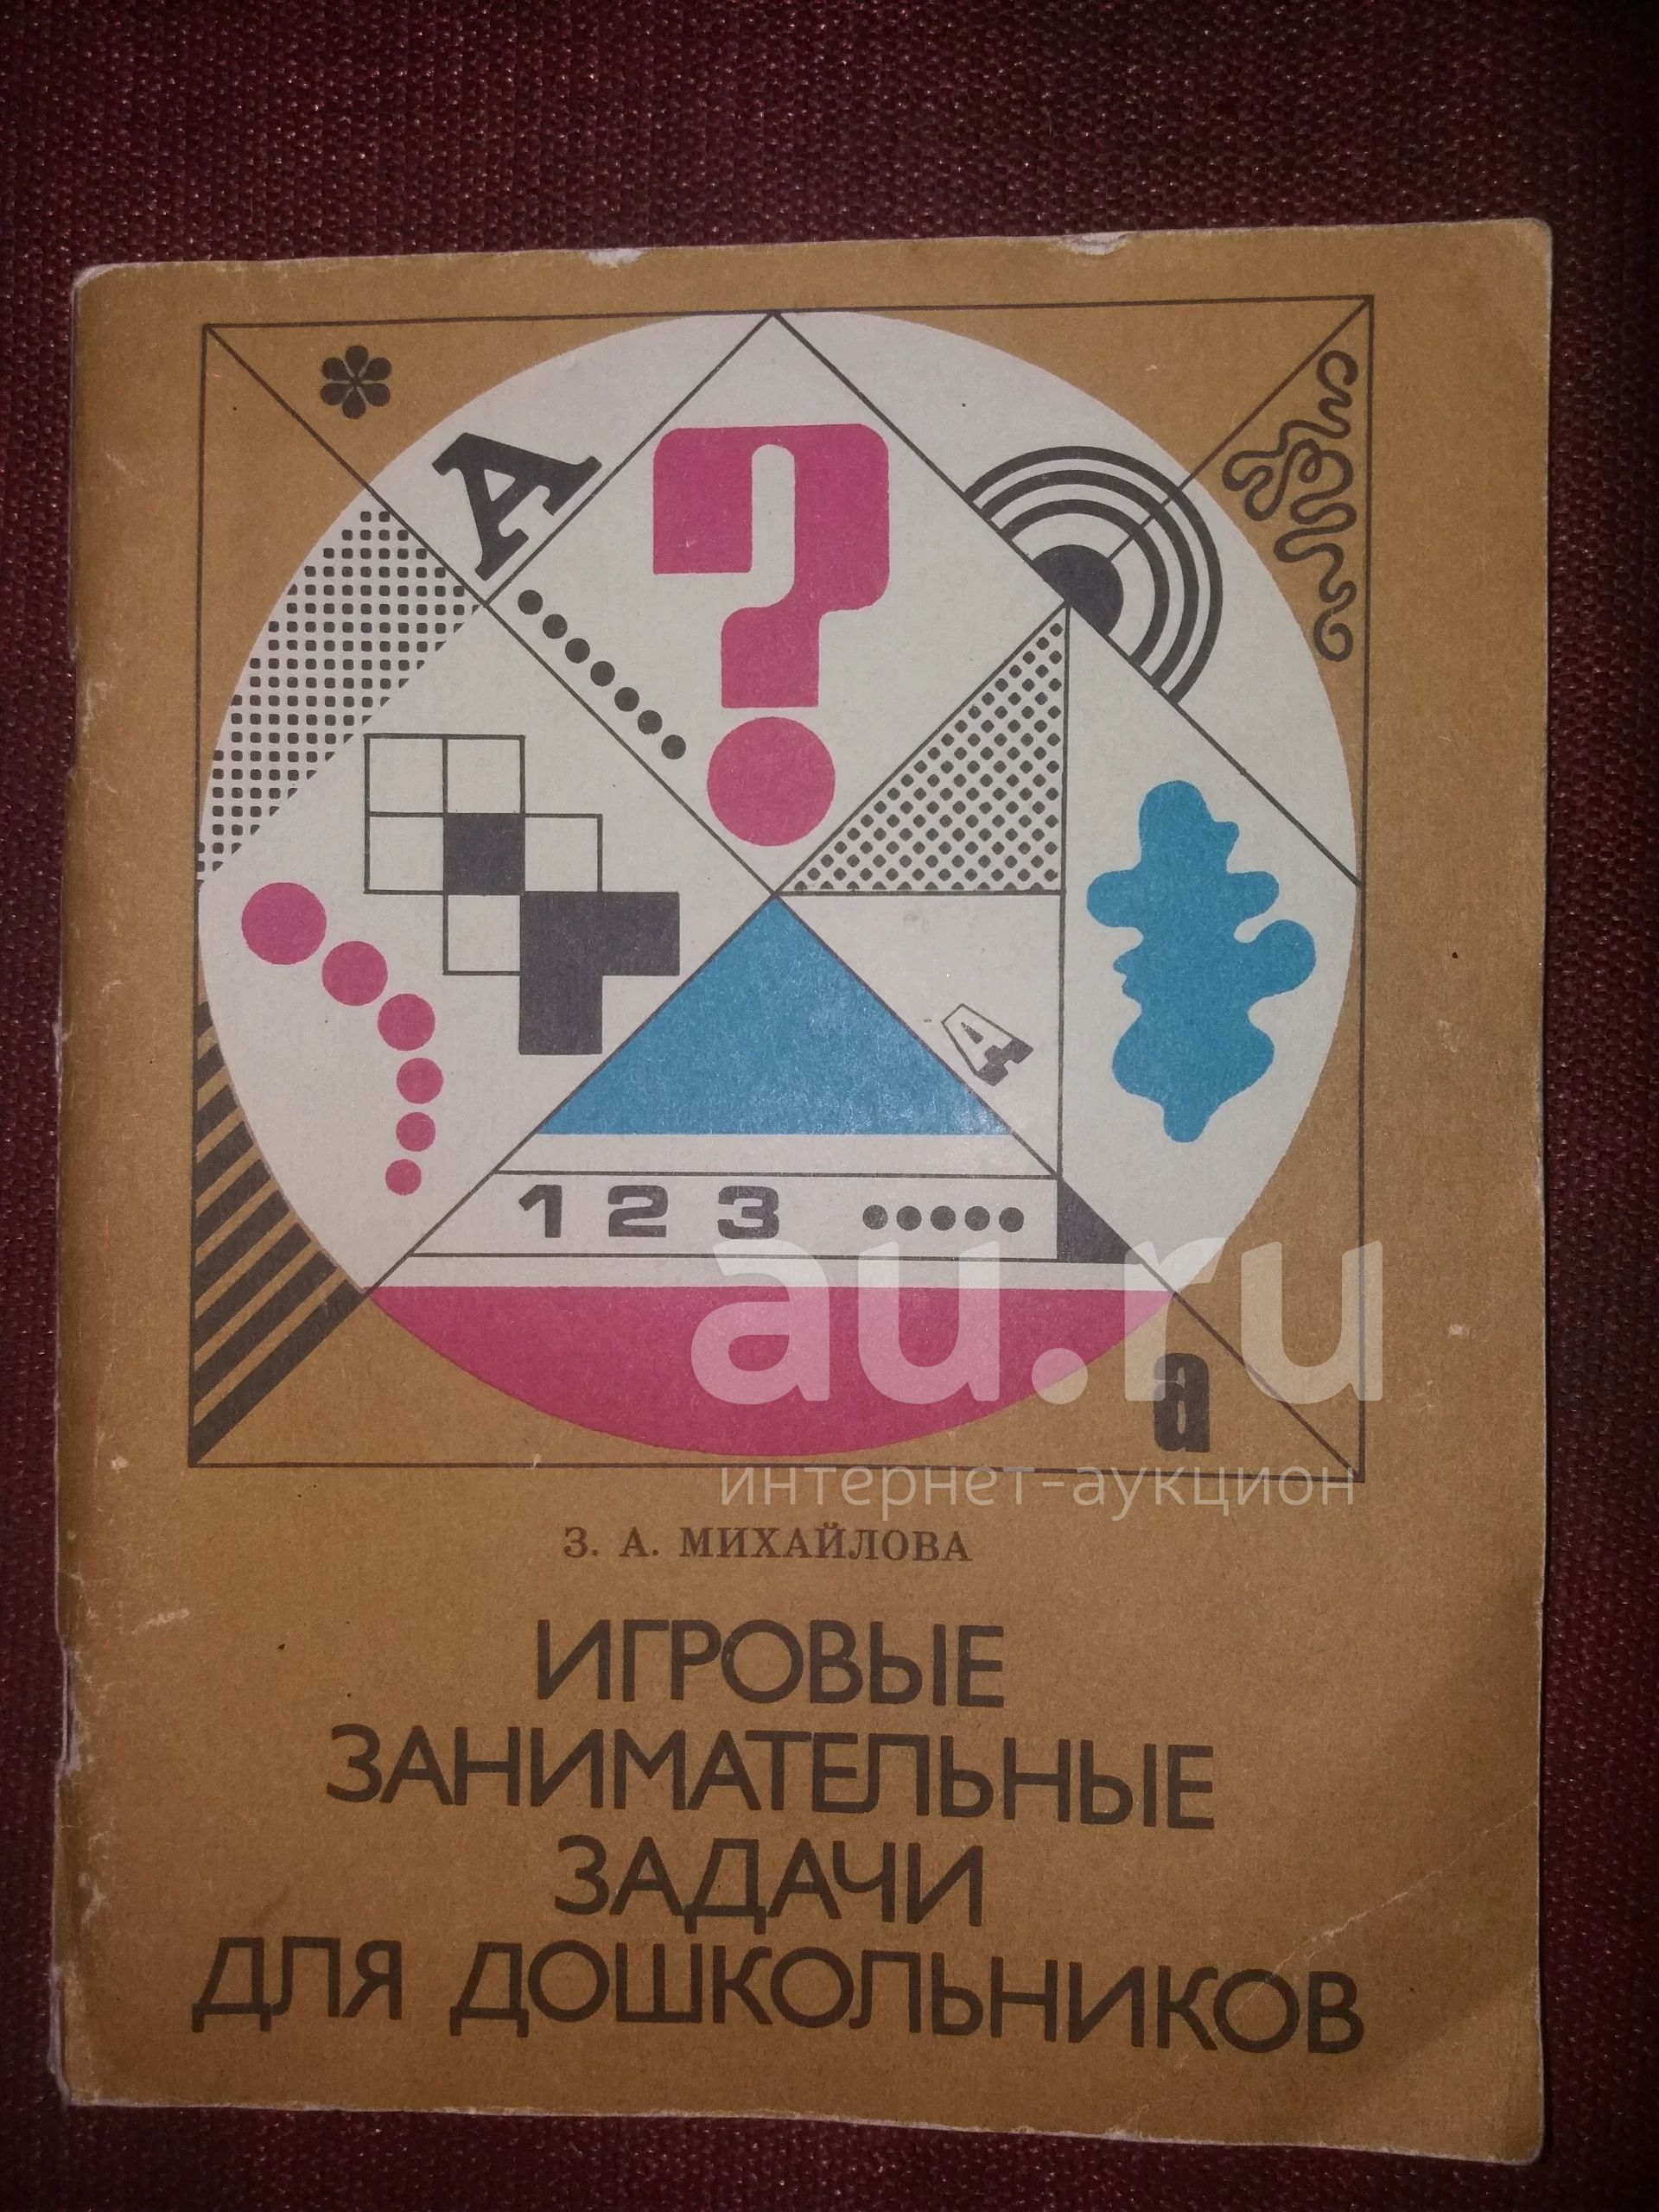 А
?
А
1 2 3
au.ru
а
интернет-аукцион
З. А. МИХАЙЛОВА
ИГРОВЫЕ
ЗАНИМАТЕЛЬНЫЕ
ЗАДАЧИ
ДЛЯ ДОШКОЛЬНИКОВ